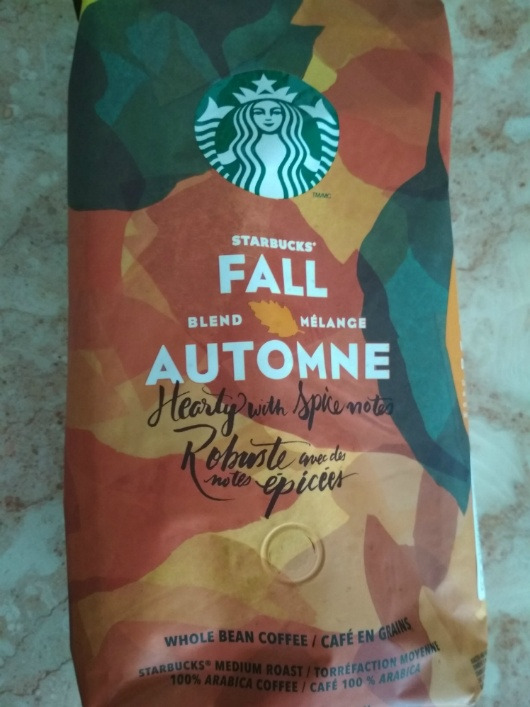 STARBUCKS®
FALL
BLEND MÉLANGE
AUTOMNE
Hearty with Spice notes
Robuste avec des
notes épicées
WHOLE BEAN COFFEE / CAFÉ EN GRAINS
STARBUCKS® MEDIUM ROAST / TORRÉFACTION MOYENNE
100% ARABICA COFFEE / CAFÉ 100 % ARABICA